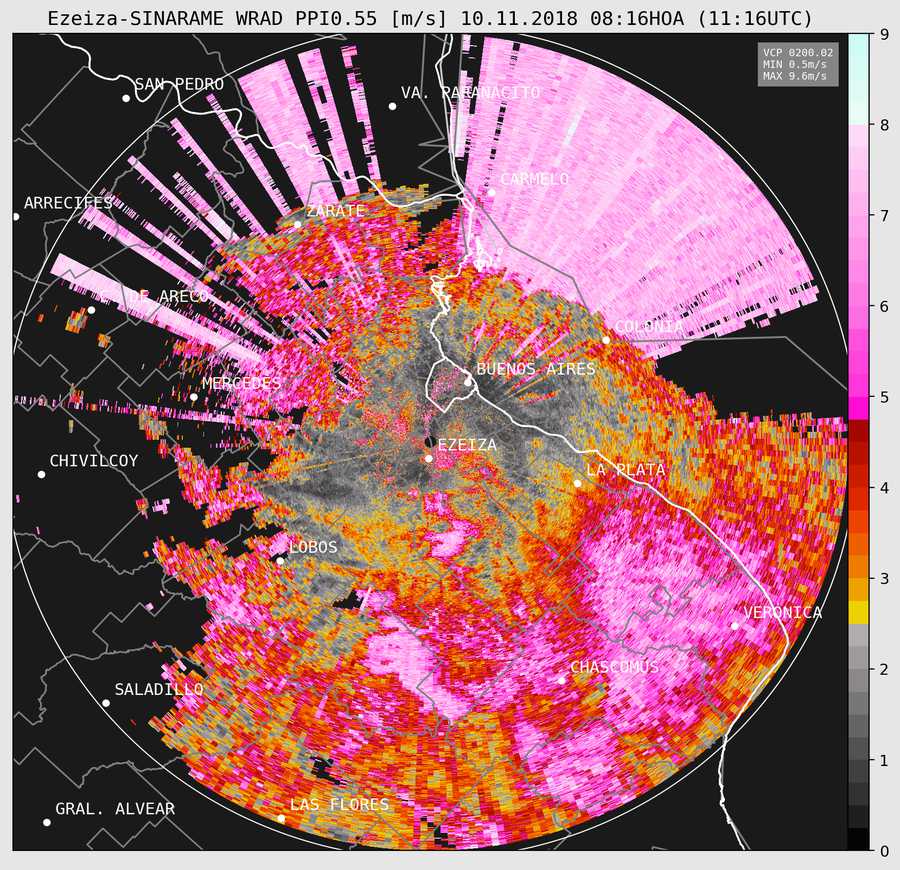 Ezeiza-SINARAME WRAD PPI0.55 [m/s] 10.11.2018 08:16HOA (11:16UTC)
VCP 0200.02
MIN 0.5m/s
MAX 9.6m/s
SAN PEDRO
VA. PARANACITO
CARMELO
ARRECIFES
ZARATE
DE ARECO
COLONIA
BUENOS AIRES
MERCEDES
EZEIZA
CHIVILCOY
LA PLATA
LOBOS
VERONICA
CHASCOMUS
SALADILLO
LAS FLORES
GRAL. ALVEAR
9
8
7
6
5
4
3
2
1
0